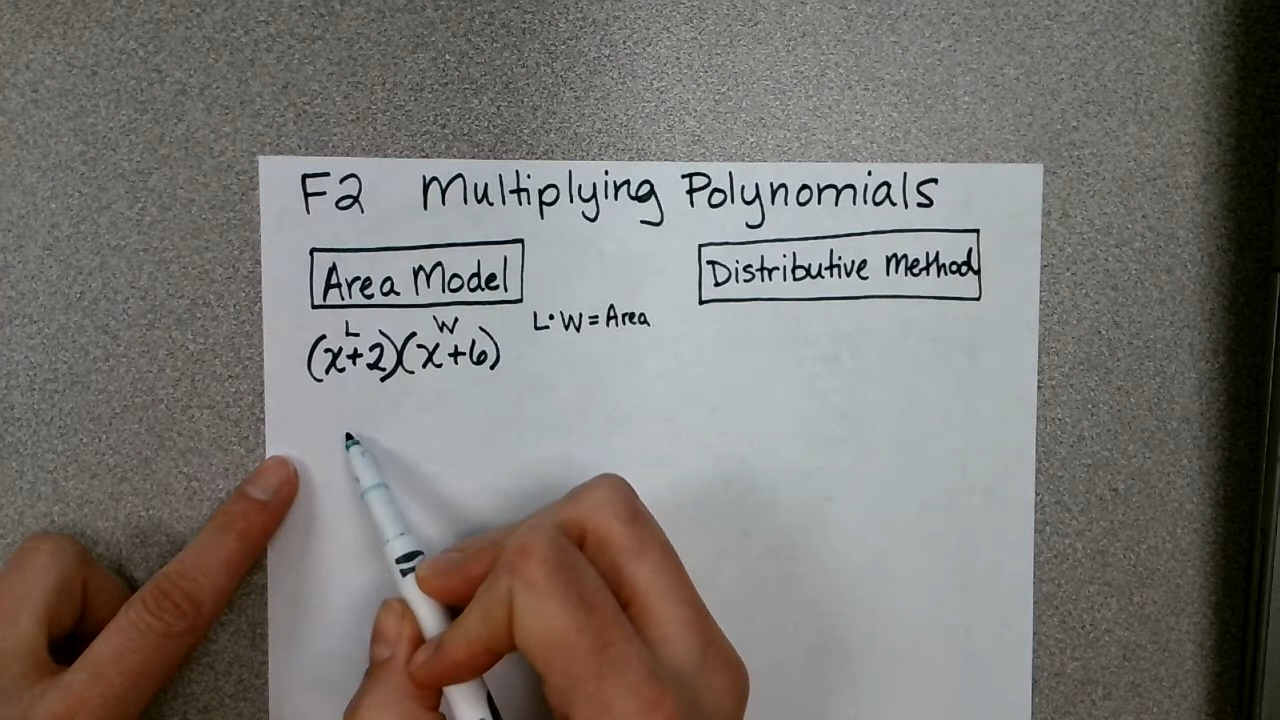 F2 Multiplying Polynomials
Area Model
Distributive Method
L W
(x+2)(x+6)
L·W=Area